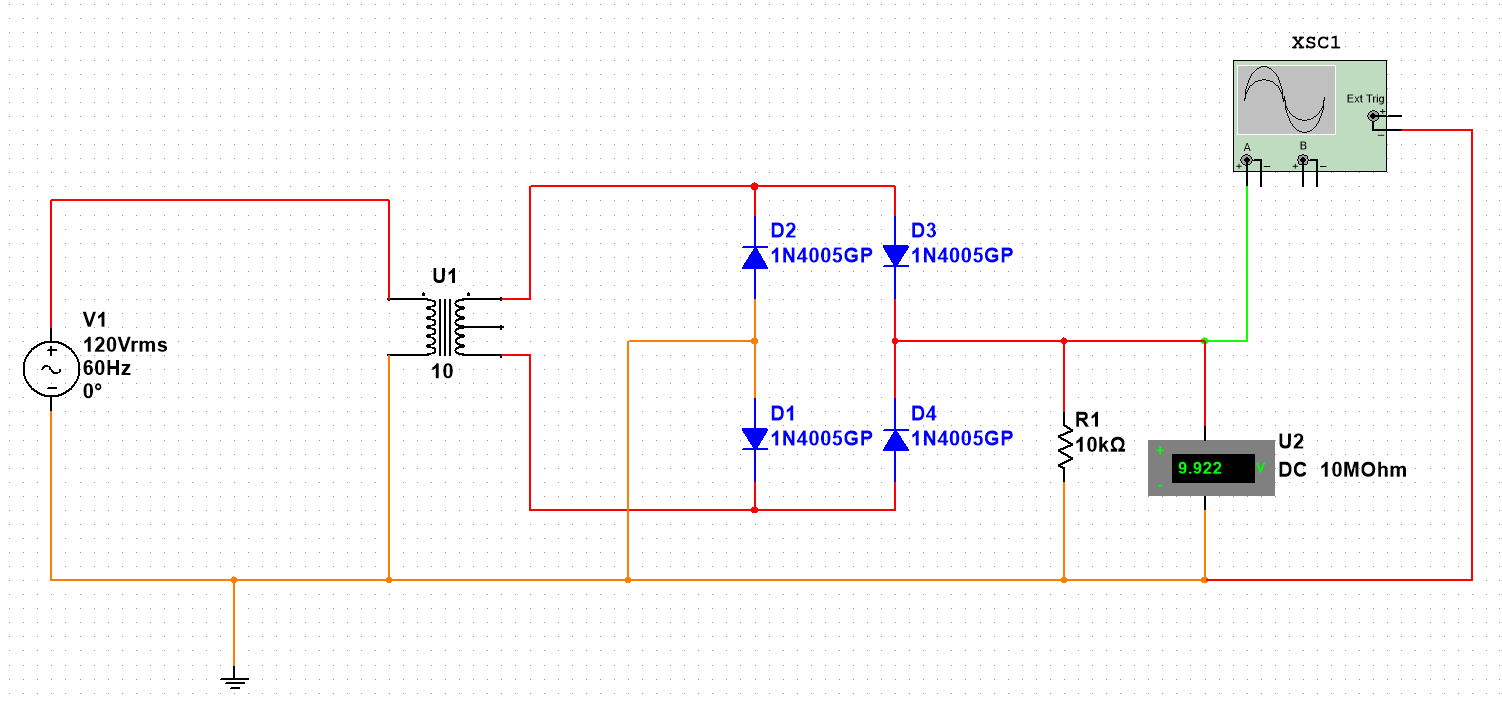 XSC1
Ext Trig
+
−
A
B
+
−
+
−
V1
120Vrms
60Hz
0°
U1
10
D2
1N4005GP
D3
1N4005GP
D1
1N4005GP
D4
1N4005GP
R1
10kΩ
+
9.922 V
-
U2
DC 10MOhm